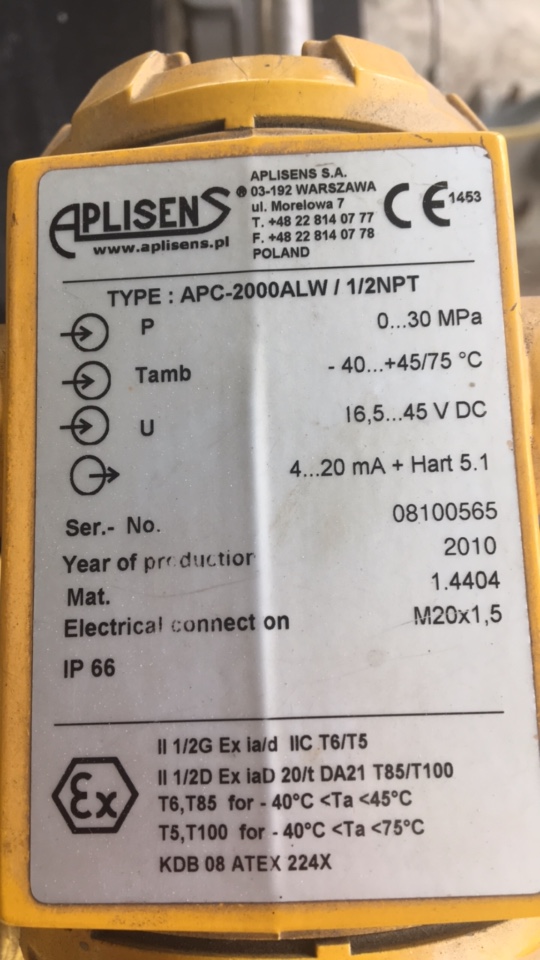 APLISENS®
www.aplisens.pl
APLISENS S.A.
03-192 WARSZAWA
ul. Morelowa 7
T. +48 22 814 07 77
F. +48 22 814 07 78
POLAND
CE 1453
TYPE : APC-2000ALW / 1/2NPT
P 0...30 MPa
Tamb - 40...+45/75 °C
U 16,5...45 V DC
4...20 mA + Hart 5.1
Ser.- No. 08100565
Year of production 2010
Mat. 1.4404
Electrical connection M20x1,5
IP 66
Ex
II 1/2G Ex ia/d IIC T6/T5
II 1/2D Ex iaD 20/t DA21 T85/T100
T6,T85 for - 40°C <Ta <45°C
T5,T100 for - 40°C <Ta <75°C
KDB 08 ATEX 224X